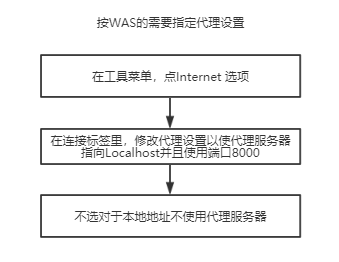 按WAS的需要指定代理设置
在工具菜单，点Internet 选项
在连接标签里，修改代理设置以使代理服务器
指向Localhost并且使用端口8000
不选对于本地地址不使用代理服务器